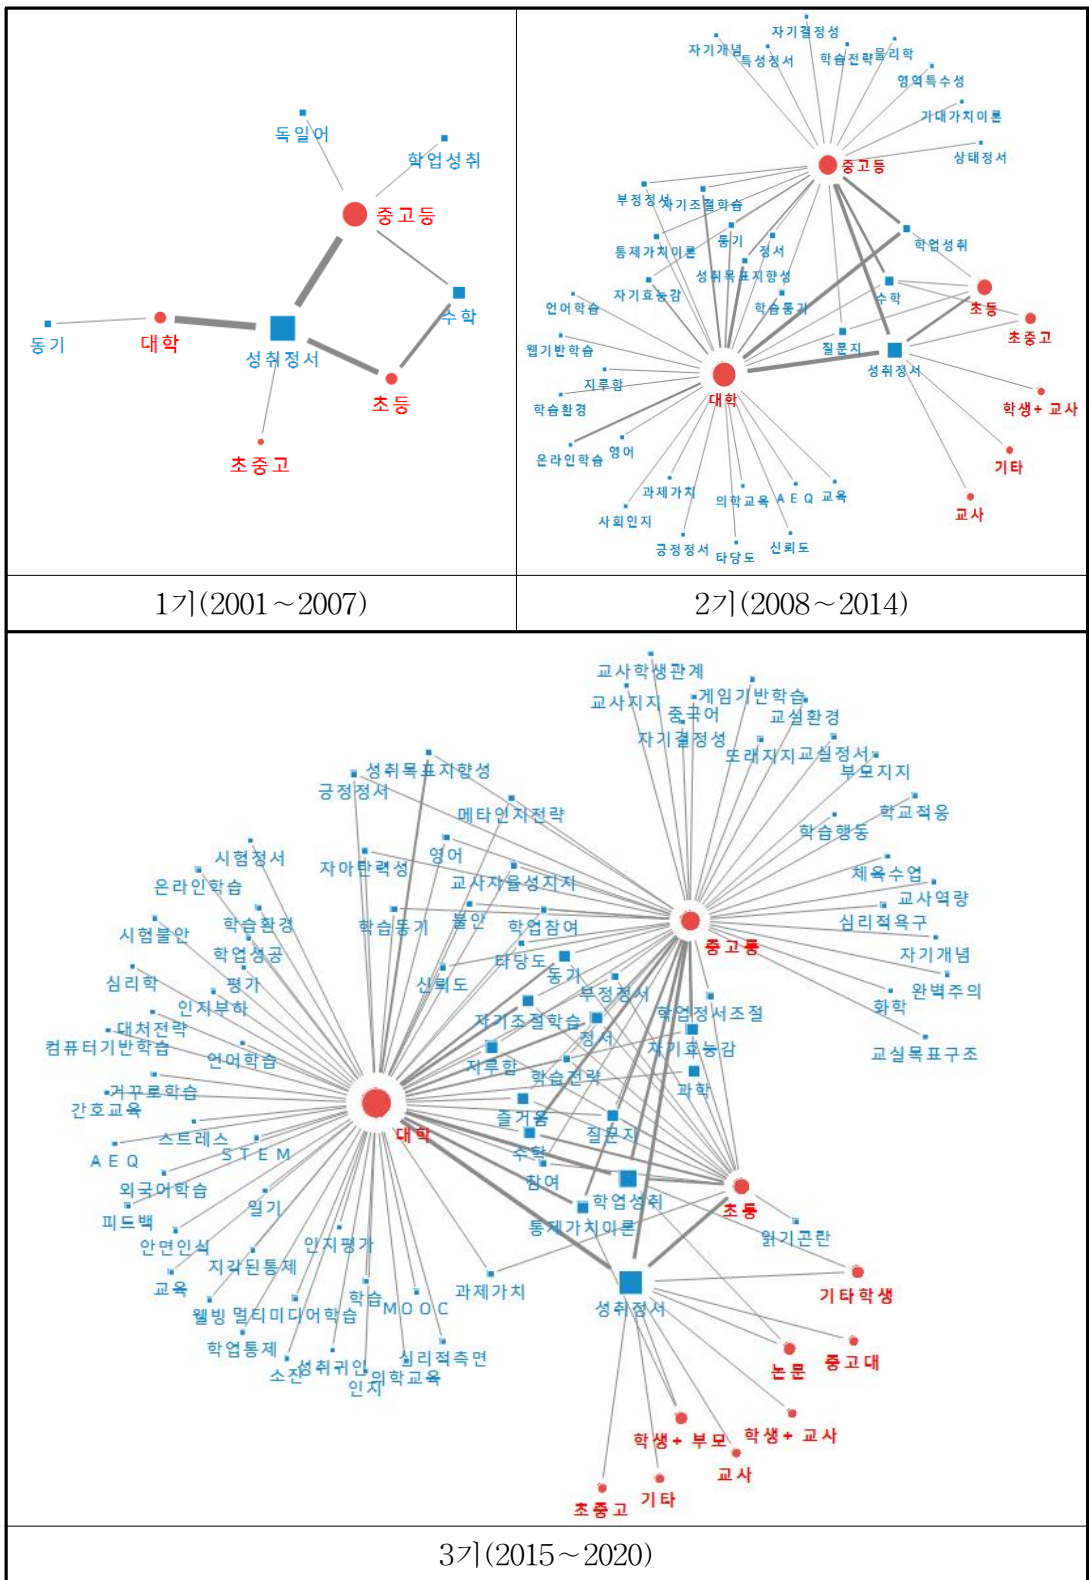 독일어
학업성취
중고등
수학
동기
대학
성취정서
초등
초중고
1기(2001~2007)
자기결정성
자기개념
특성정서
학습전략
물리학
영역특수성
기대가치이론
상태정서
중고등
부정정서
자기조절학습
동기
정서
통제가치이론
학업성취
성취목표지향성
자기효능감
학습동기
수학
초등
언어학습
초중고
웹기반학습
질문지
성취정서
지루함
대학
학습환경
학생+ 교사
영어
온라인학습
기타
과제가치
의학교육
AEQ
교육
사회인지
교사
긍정정서
타당도
신뢰도
2기(2008~2014)
교사학생관계
교사지지
게임기반학습
중국어
교실환경
자기결정성
또래지지
교실정서
부모지지
성취목표지향성
긍정정서
메타인지전략
학교적응
학습행동
영어
시험정서
자아탄력성
교사자율성지지
체육수업
온라인학습
교사역량
학습환경
학습동기
불안
학업참여
심리적욕구
시험불안
중고등
학업성공
타당도
동기
자기개념
심리학
평가
신뢰도
부정정서
완벽주의
인지부하
화학
대처전략
자기조절학습
정서
학업정서조절
컴퓨터기반학습
언어학습
지루함
학습전략
자기효능감
교실목표구조
거꾸로학습
과학
간호교육
즐거움
대학
질문지
스트레스
STEM
수학
AEQ
참여
외국어학습
학업성취
초등
피드백
일기
통제가치이론
읽기곤란
안면인식
인지평가
지각된통제
교육
과제가치
기타학생
웰빙
멀티미디어학습
학습
MOOC
성취정서
학업통제
심리적측면
중고대
소진
성취귀인
의학교육
논문
인지
학생+ 부모
학생+ 교사
교사
초중고
기타
3기(2015~2020)